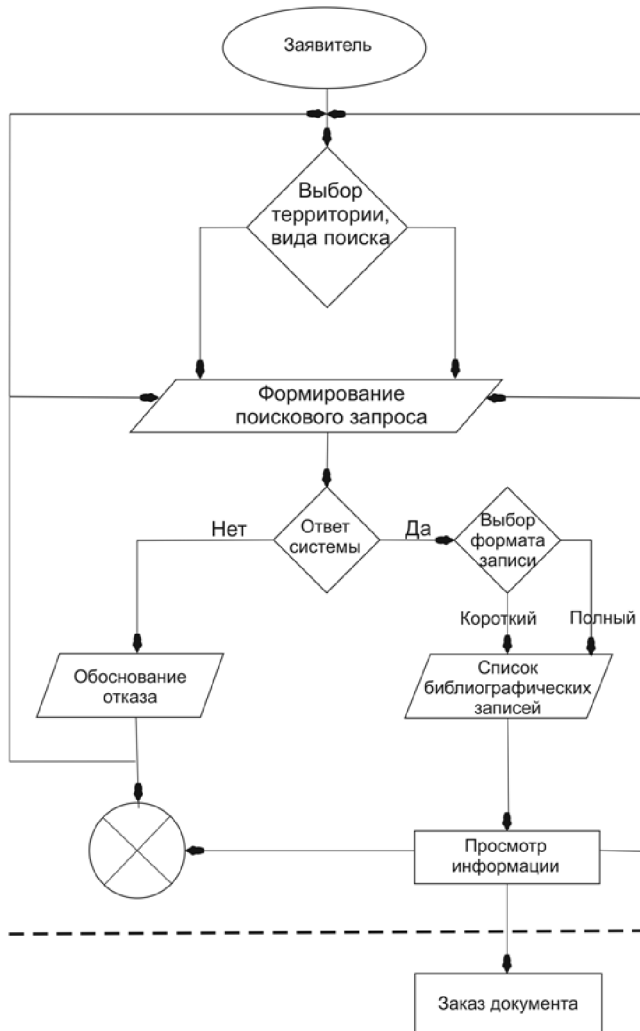 Заявитель
Выбор
территории,
вида поиска
Формирование
поискового запроса
Нет
Ответ
системы
Да
Выбор
формата
записи
Короткий
Полный
Обоснование
отказа
Список
библиографических
записей
Просмотр
информации
Заказ документа